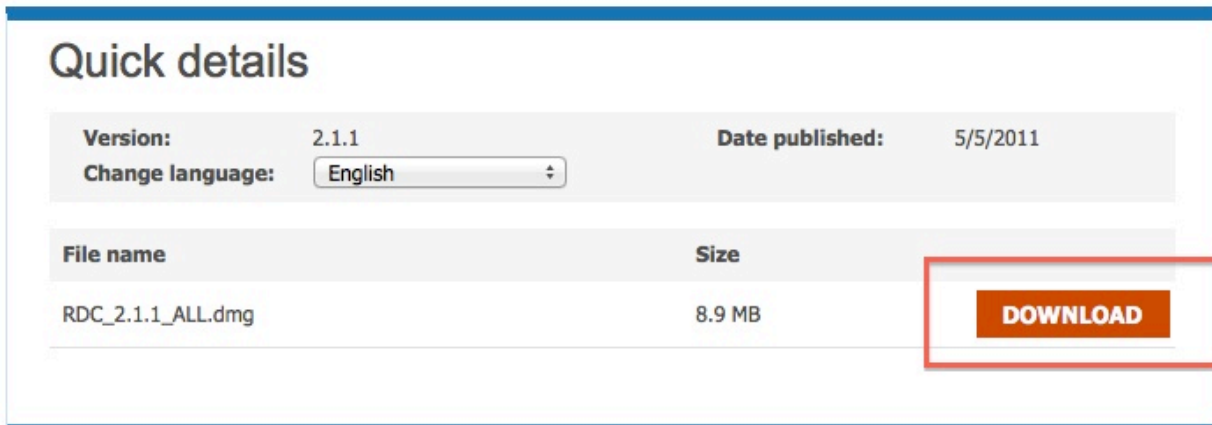 Quick details
Version: 2.1.1 Date published: 5/5/2011
Change language: English
File name Size
RDC_2.1.1_ALL.dmg 8.9 MB DOWNLOAD